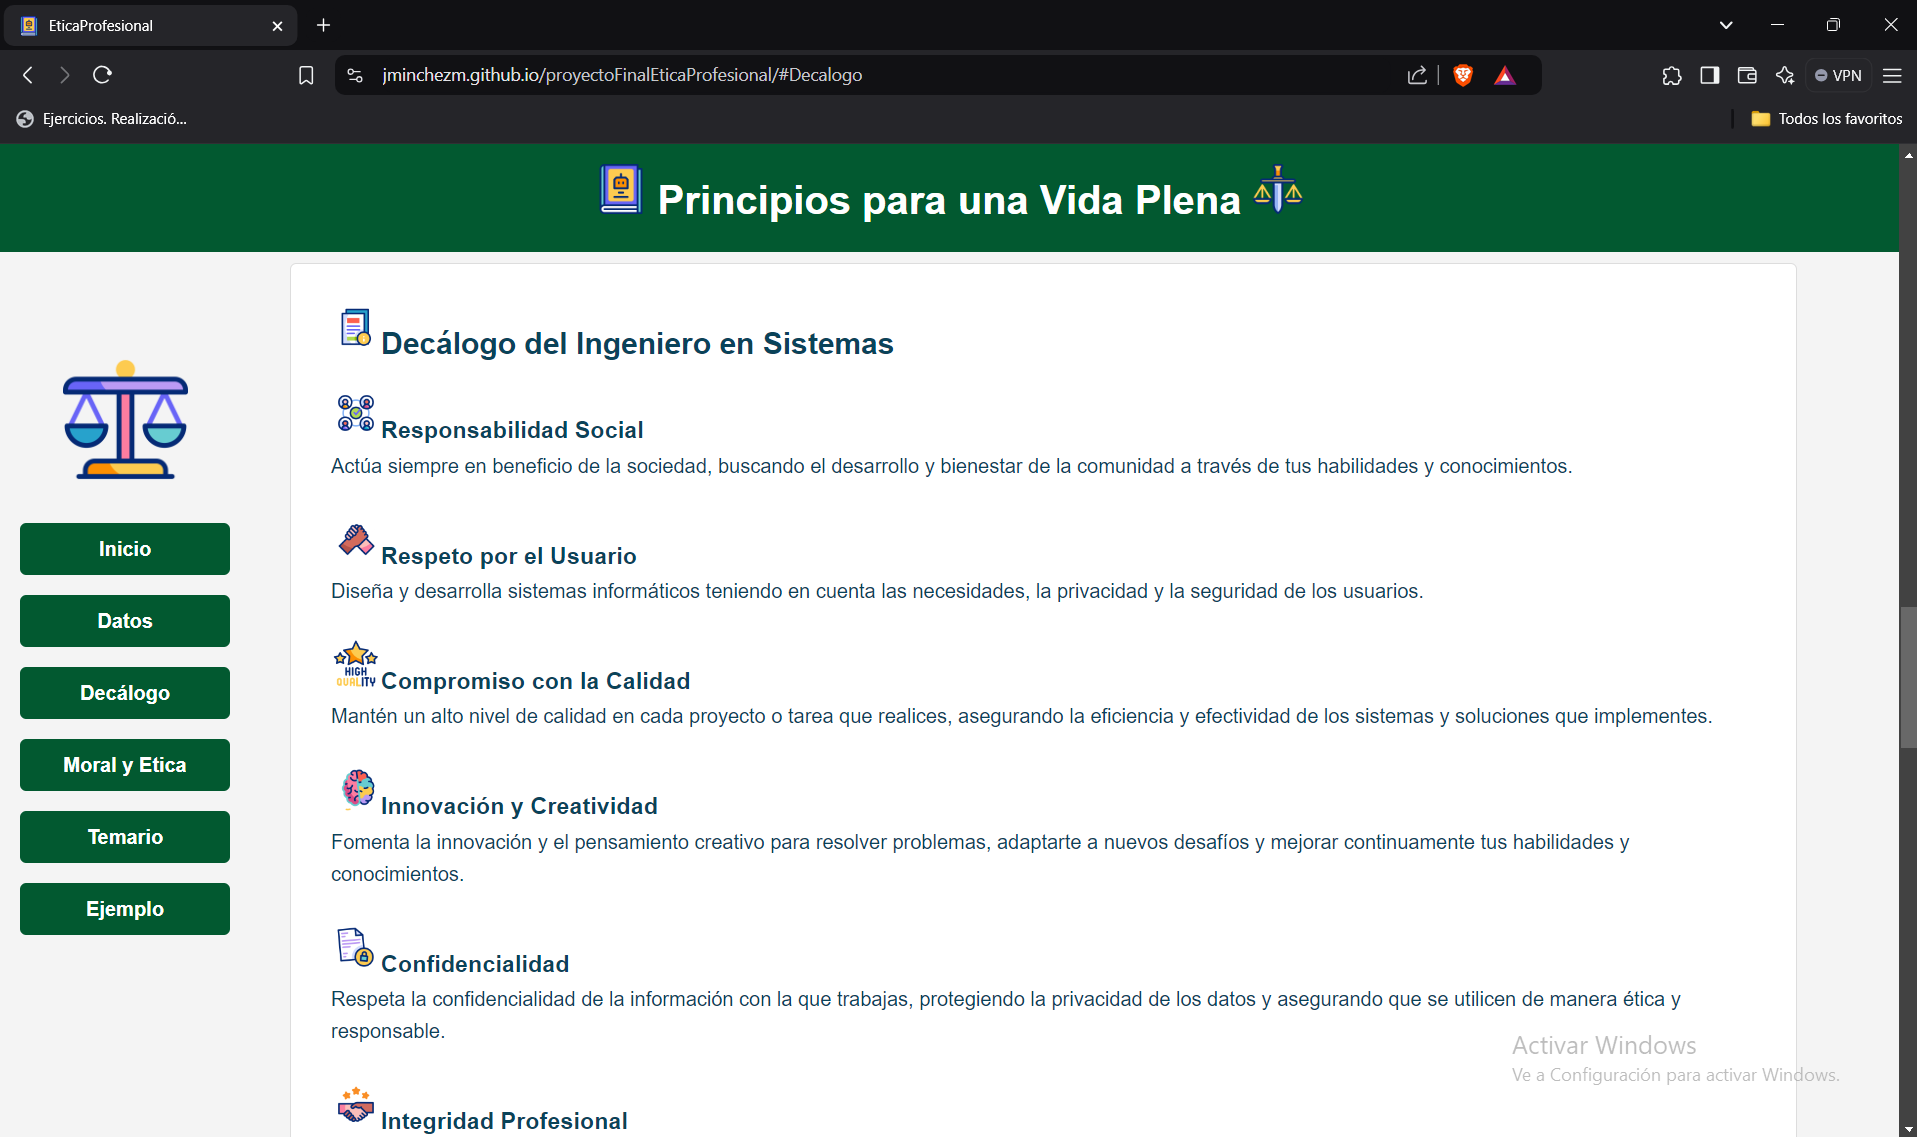 EticaProfesional
jminchezm.github.io/proyectoFinalEticaProfesional/#Decalogo
VPN
Ejercicios. Realizació...
Todos los favoritos
Principios para una Vida Plena
Inicio
Datos
Decálogo
Moral y Etica
Temario
Ejemplo
Decálogo del Ingeniero en Sistemas
Responsabilidad Social
Actúa siempre en beneficio de la sociedad, buscando el desarrollo y bienestar de la comunidad a través de tus habilidades y conocimientos.
Respeto por el Usuario
Diseña y desarrolla sistemas informáticos teniendo en cuenta las necesidades, la privacidad y la seguridad de los usuarios.
HIGH
QUALITY
Compromiso con la Calidad
Mantén un alto nivel de calidad en cada proyecto o tarea que realices, asegurando la eficiencia y efectividad de los sistemas y soluciones que implementes.
Innovación y Creatividad
Fomenta la innovación y el pensamiento creativo para resolver problemas, adaptarte a nuevos desafíos y mejorar continuamente tus habilidades y
conocimientos.
Confidencialidad
Respeta la confidencialidad de la información con la que trabajas, protegiendo la privacidad de los datos y asegurando que se utilicen de manera ética y
responsable.
Integridad Profesional
Activar Windows
Ve a Configuración para activar Windows.